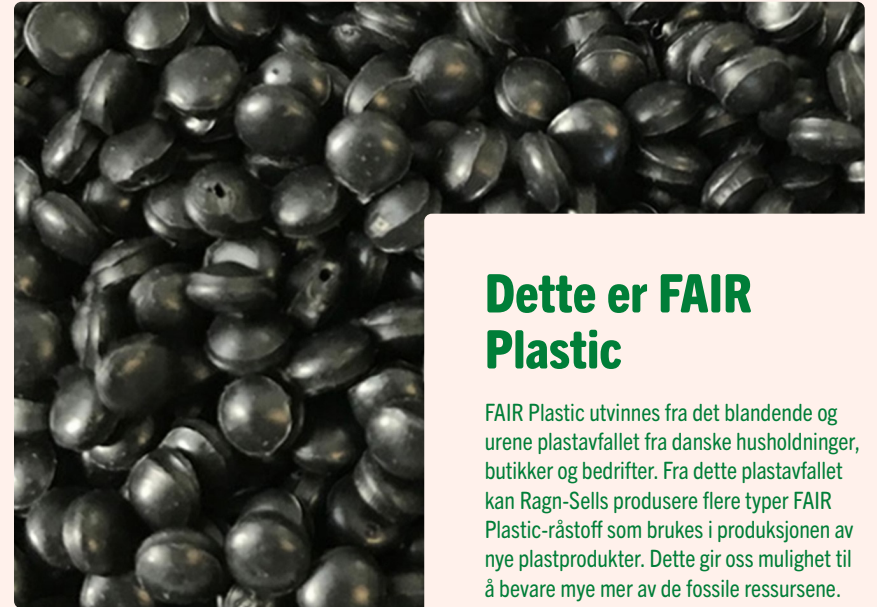 Dette er FAIR
Plastic
FAIR Plastic utvinnes fra det blandende og
urene plastavfallet fra danske husholdninger,
butikker og bedrifter. Fra dette plastavfallet
kan Ragn-Sells produsere flere typer FAIR
Plastic-råstoff som brukes i produksjonen av
nye plastprodukter. Dette gir oss mulighet til
å bevare mye mer av de fossile ressursene.